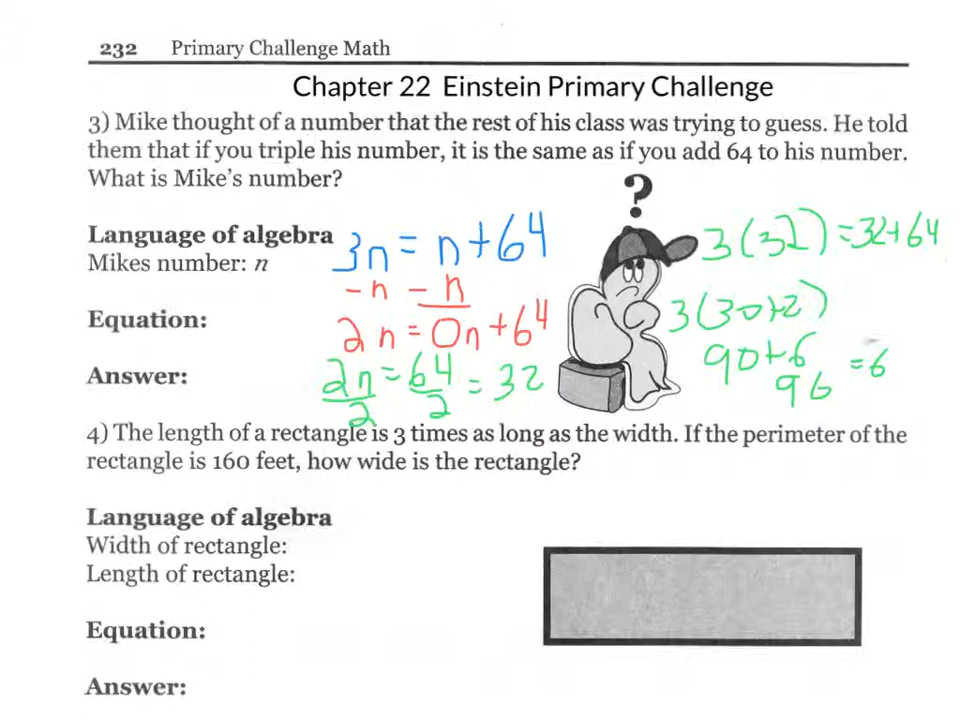 232 Primary Challenge Math
Chapter 22 Einstein Primary Challenge
3) Mike thought of a number that the rest of his class was trying to guess. He told
them that if you triple his number, it is the same as if you add 64 to his number.
What is Mike's number?
?
Language of algebra
3n = n + 64
3(32) = 32+64
Mikes number: n
-n - n
3(30+2)
Equation:
2n = 0n + 64
90+6
= 6
96
Answer:
2n = 64 = 32
2 2
4) The length of a rectangle is 3 times as long as the width. If the perimeter of the
rectangle is 160 feet, how wide is the rectangle?
Language of algebra
Width of rectangle:
Length of rectangle:
Equation:
Answer: